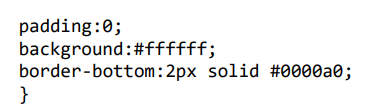 padding:0;
background:#ffffff;
border-bottom:2px solid #0000a0;
}